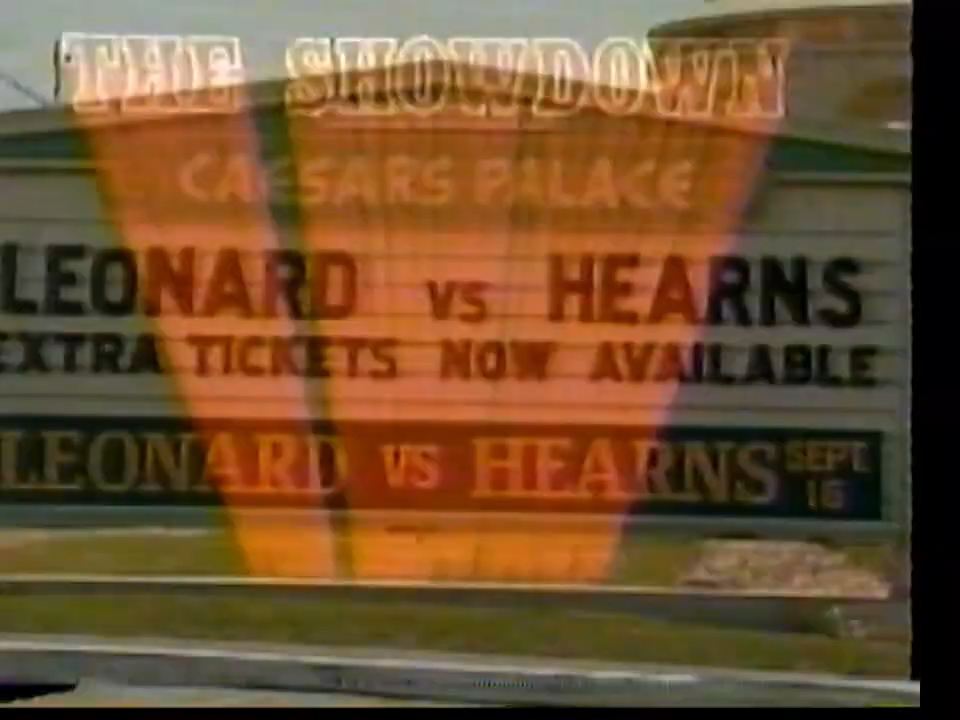 THE SHOWDOWN
CAESARS PALACE
LEONARD VS HEARNS
EXTRA TICKETS NOW AVAILABLE
LEONARD VS HEARNS SEPT.
16